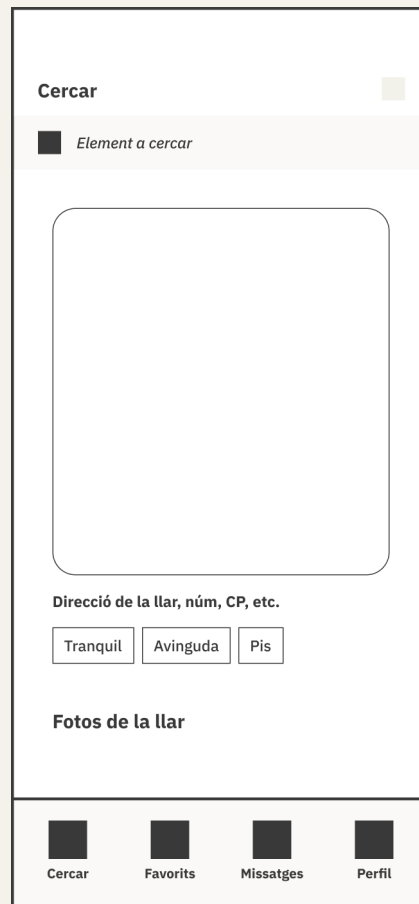 Cercar
Element a cercar
Direcció de la llar, núm, CP, etc.
Tranquil Avinguda Pis
Fotos de la llar
Cercar Favorits Missatges Perfil